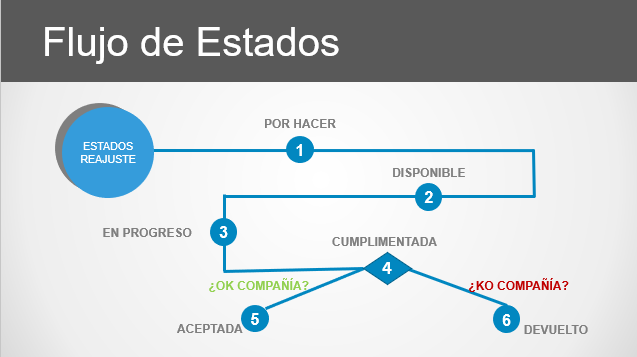 Flujo de Estados
ESTADOS
REAJUSTE
POR HACER
1
DISPONIBLE
2
EN PROGRESO
3
CUMPLIMENTADA
4
¿OK COMPAÑÍA?
¿KO COMPAÑÍA?
ACEPTADA
5
6
DEVUELTO